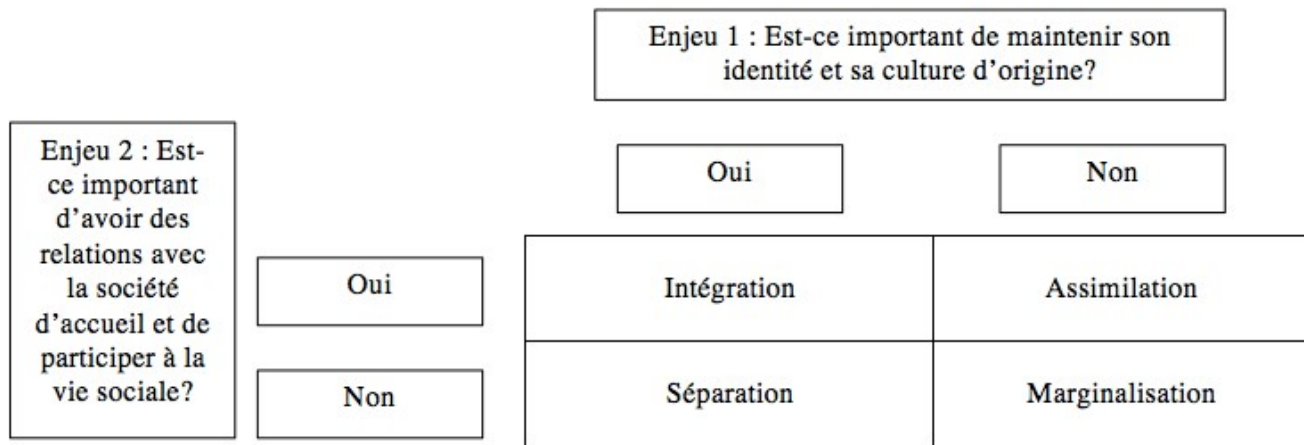 Enjeu 1 : Est-ce important de maintenir son
identité et sa culture d’origine?
Enjeu 2 : Est-
ce important
d’avoir des
relations avec
la société
d’accueil et de
participer à la
vie sociale?
Oui
Non
Oui
Intégration
Assimilation
Non
Séparation
Marginalisation